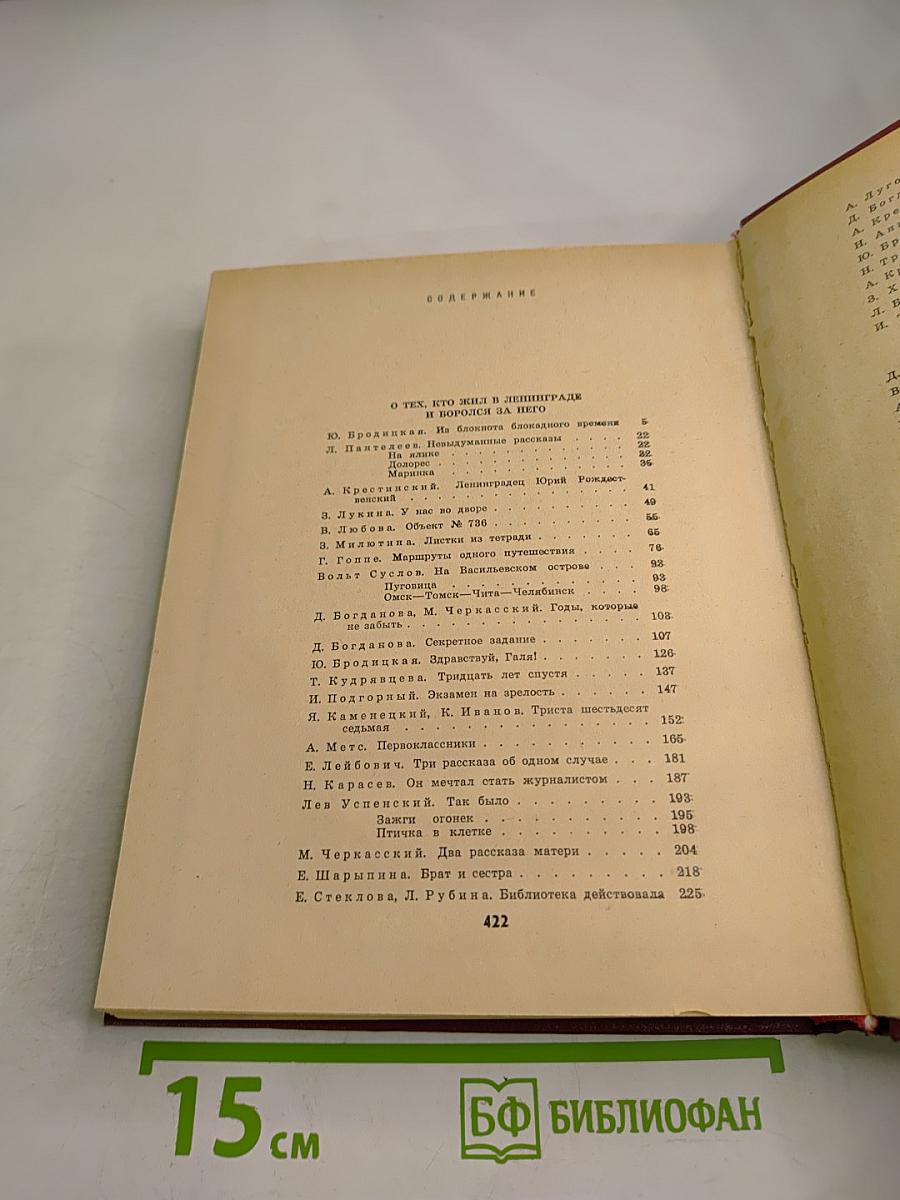 СОДЕРЖАНИЕ
О ТЕХ, КТО ЖИЛ В ЛЕНИНГРАДЕ
И БОРОЛСЯ ЗА НЕГО
Ю. Бродицкая. Из блокнота блокадного времени 5
Л. Пантелеев. Невыдуманные рассказы . . . . 22
На ялике . . . . . . . . . . . . 22
Долорес . . . . . . . . . . . . 32
Маринка . . . . . . . . . . . . 35
А. Крестинский. Ленинградец Юрий Рождест-
венский . . . . . . . . . . . . 41
З. Лукина. У нас во дворе . . . . . . . . 49
В. Любова. Объект № 736 . . . . . . . . 55
З. Милютина. Листки из тетради . . . . . . 65
Г. Гоппе. Маршруты одного путешествия . . . . 76
Вольт Суслов. На Васильевском острове . . . 93
Пуговица . . . . . . . . . . . . 93
Омск—Томск—Чита—Челябинск . . . . . 98
Д. Богданова, М. Черкасский. Годы, которые
не забыть . . . . . . . . . . . . 103
Д. Богданова. Секретное задание . . . . . . 107
Ю. Бродицкая. Здравствуй, Галя! . . . . . . . 126
Т. Кудрявцева. Тридцать лет спустя . . . . . 137
И. Подгорный. Экзамен на зрелость . . . . . . 147
Я. Каменецкий, К. Иванов. Триста шестьдесят
седьмая . . . . . . . . . . . . 152
А. Метс. Первоклассники . . . . . . . . . 165
Е. Лейбович. Три рассказа об одном случае . . . 181
Н. Карасев. Он мечтал стать журналистом . . . 187
Лев Успенский. Так было . . . . . . . . . 193
Зажги огонек . . . . . . . . . . 195
Птичка в клетке . . . . . . . . . 198
М. Черкасский. Два рассказа матери . . . . . 204
Е. Шарыпина. Брат и сестра . . . . . . . . . 218
Е. Стеклова, Л. Рубина. Библиотека действовала 225
422
А.
Д.
А.
Н.
Ю.
Н.
А.
З.
Л.
И.
Д.
15 см
БФ БИБЛИОФАН